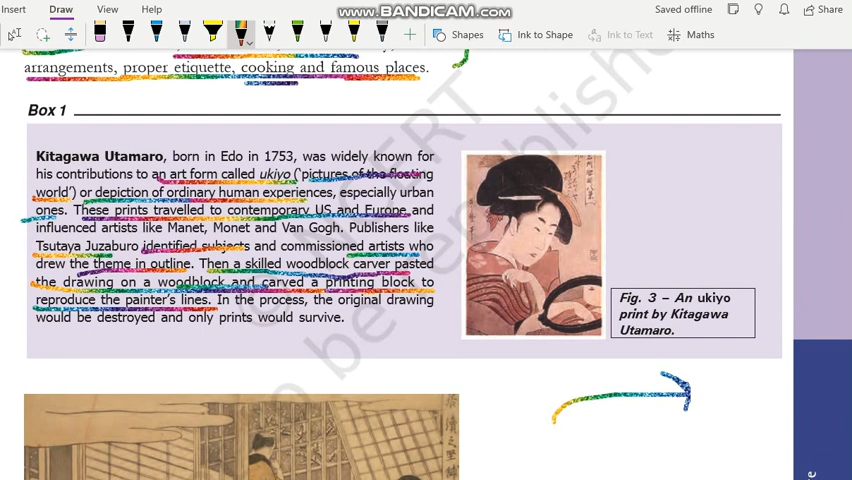 WWW.BANDICAM.COM
Insert Draw View Help Saved offline Share
Shapes Ink to Shape Ink to Text Maths
arrangements, proper etiquette, cooking and famous places.
Box 1
Kitagawa Utamaro, born in Edo in 1753, was widely known for
his contributions to an art form called ukiyo ('pictures of the floating
world') or depiction of ordinary human experiences, especially urban
ones. These prints travelled to contemporary US and Europe and
influenced artists like Manet, Monet and Van Gogh. Publishers like
Tsutaya Juzaburo identified subjects and commissioned artists who
drew the theme in outline. Then a skilled woodblock carver pasted
the drawing on a woodblock and carved a printing block to
reproduce the painter's lines. In the process, the original drawing
would be destroyed and only prints would survive.
Fig. 3 – An ukiyo
print by Kitagawa
Utamaro.